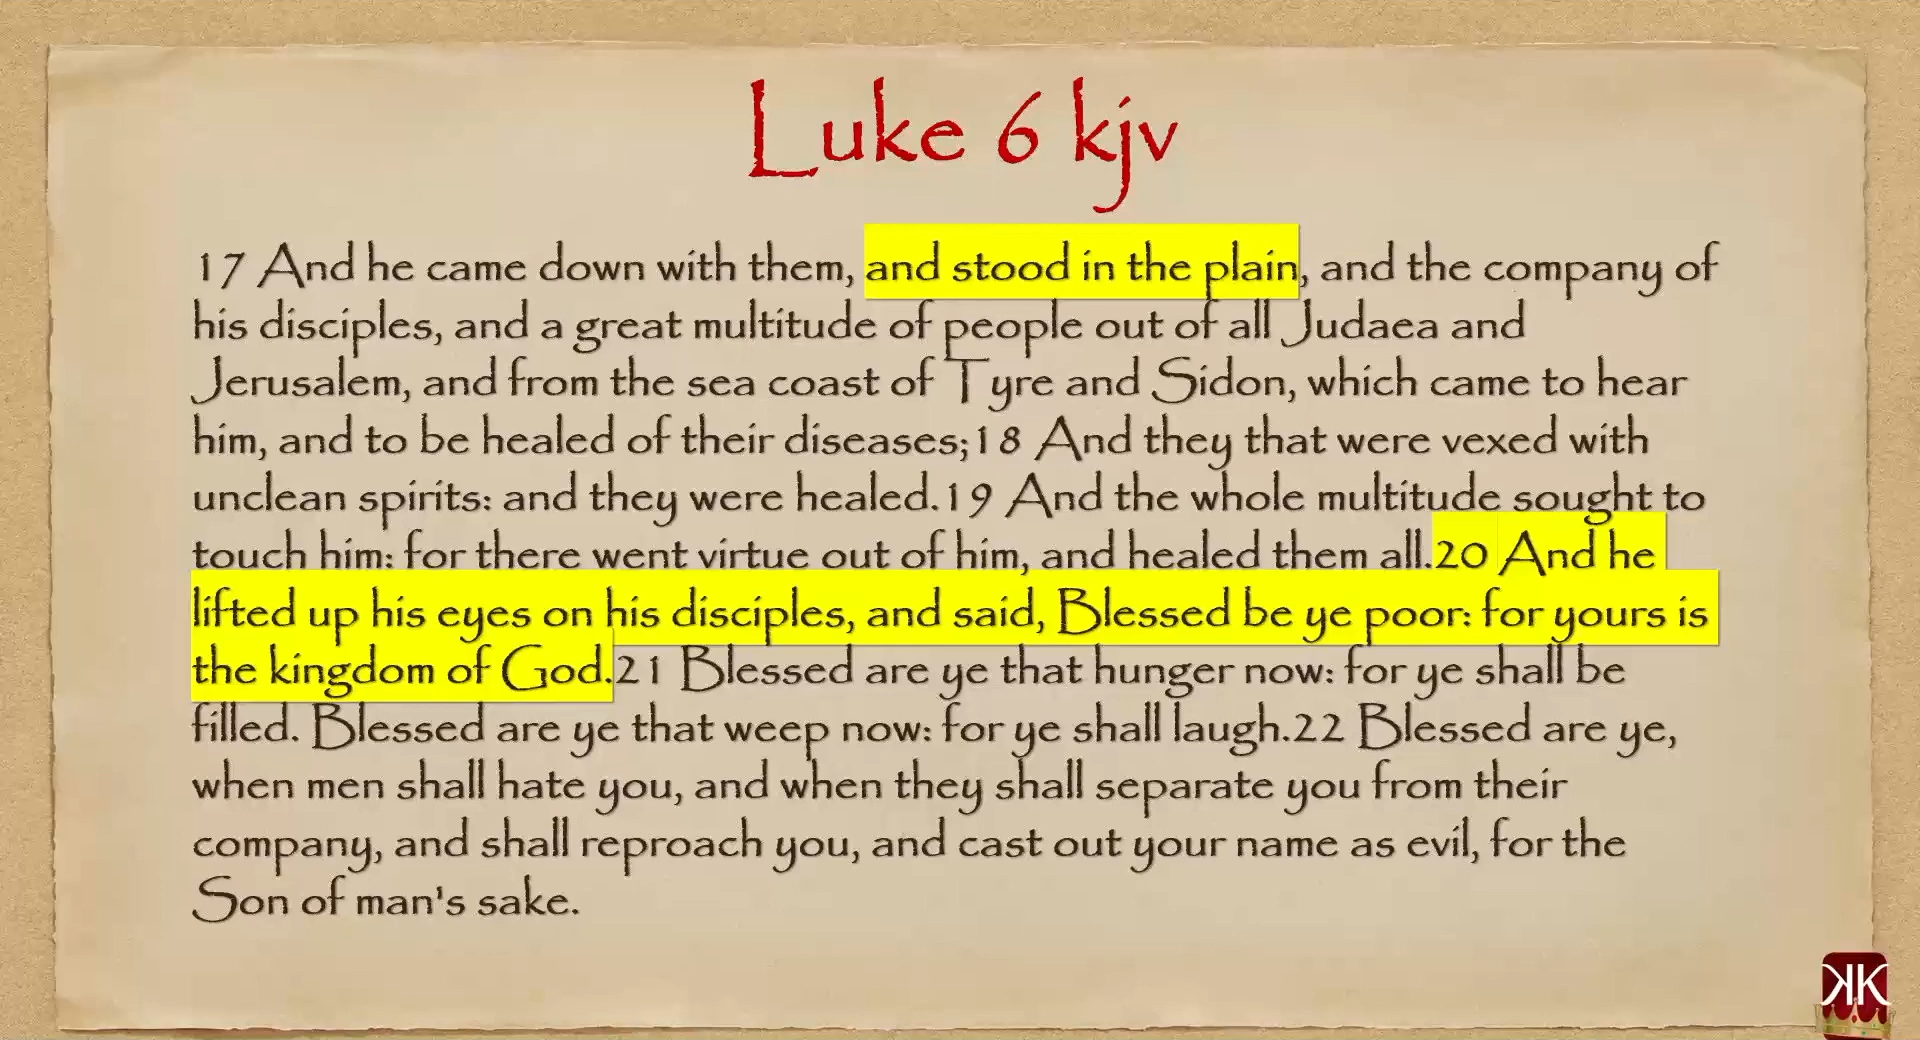 Luke 6 kjv
17 And he came down with them, and stood in the plain, and the company of
his disciples, and a great multitude of people out of all Judaea and
Jerusalem, and from the sea coast of Tyre and Sidon, which came to hear
him, and to be healed of their diseases;18 And they that were vexed with
unclean spirits: and they were healed.19 And the whole multitude sought to
touch him: for there went virtue out of him, and healed them all.20 And he
lifted up his eyes on his disciples, and said, Blessed be ye poor: for yours is
the kingdom of God.21 Blessed are ye that hunger now: for ye shall be
filled. Blessed are ye that weep now: for ye shall laugh.22 Blessed are ye,
when men shall hate you, and when they shall separate you from their
company, and shall reproach you, and cast out your name as evil, for the
Son of man's sake.
KK